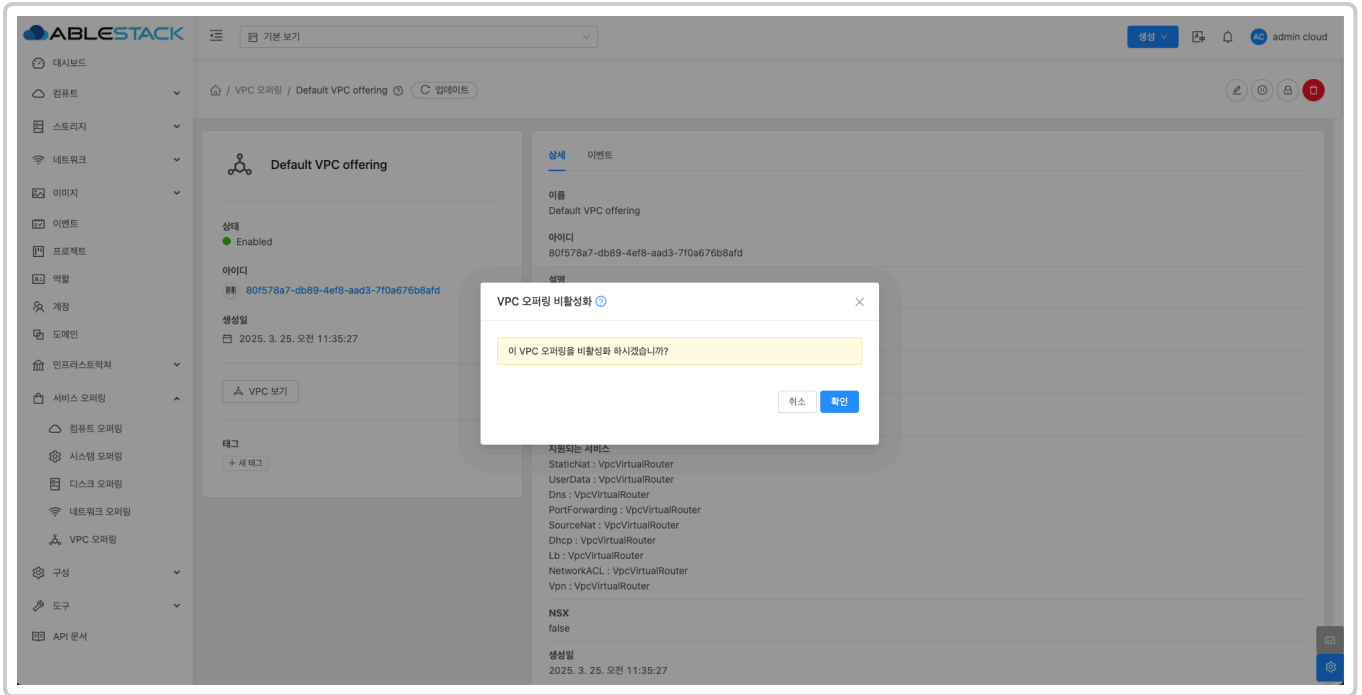 ABLESTACK
기본 보기
생성
AC
admin cloud
대시보드
컴퓨트
스토리지
네트워크
이미지
이벤트
프로젝트
역할
계정
도메인
인프라스트럭쳐
서비스 오퍼링
컴퓨트 오퍼링
시스템 오퍼링
디스크 오퍼링
네트워크 오퍼링
VPC 오퍼링
구성
도구
API 문서
/ VPC 오퍼링 / Default VPC offering
업데이트
Default VPC offering
상태
Enabled
아이디
80f578a7-db89-4ef8-aad3-7f0a676b8afd
생성일
2025. 3. 25. 오전 11:35:27
VPC 보기
태그
+ 새 태그
상세
이벤트
이름
Default VPC offering
아이디
80f578a7-db89-4ef8-aad3-7f0a676b8afd
설명
VPC 오퍼링 비활성화
이 VPC 오퍼링을 비활성화 하시겠습니까?
취소
확인
지원되는 서비스
StaticNat : VpcVirtualRouter
UserData : VpcVirtualRouter
Dns : VpcVirtualRouter
PortForwarding : VpcVirtualRouter
SourceNat : VpcVirtualRouter
Dhcp : VpcVirtualRouter
Lb : VpcVirtualRouter
NetworkACL : VpcVirtualRouter
Vpn : VpcVirtualRouter
NSX
false
생성일
2025. 3. 25. 오전 11:35:27